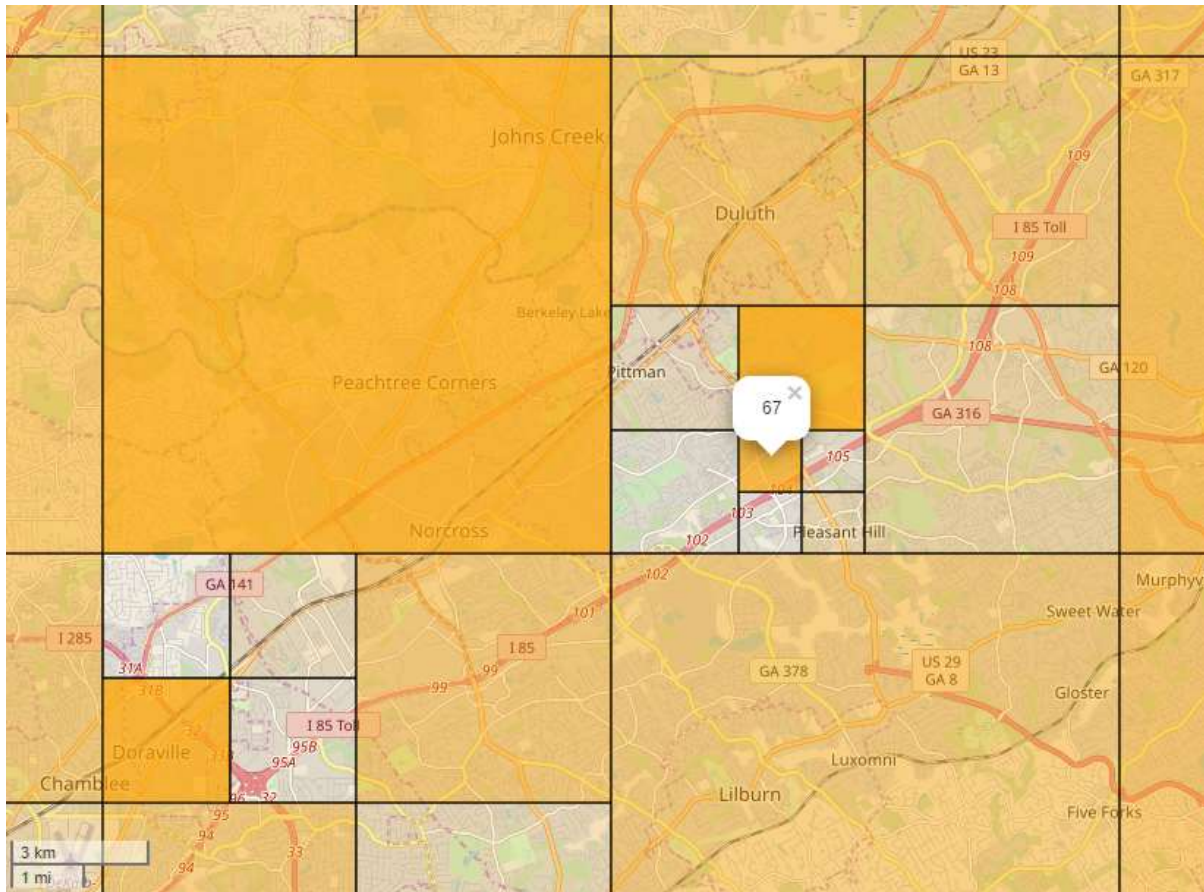 US 23
GA 13
GA 317
Johns Creek
109
Duluth
I 85 Toll
109
108
Berkeley Lake
108
Pittman
GA 120
Peachtree Corners
67
×
GA 316
105
104
103
Norcross
102
Pleasant Hill
102
GA 141
101
Sweet Water
I 285
31A
I 85
99
GA 378
US 29
GA 8
31B
99
Gloster
I 85 Toll
95B
Doraville
95A
Luxomni
Chamblee
96
32
Lilburn
95
Five Forks
94
33
3 km
94
1 mi